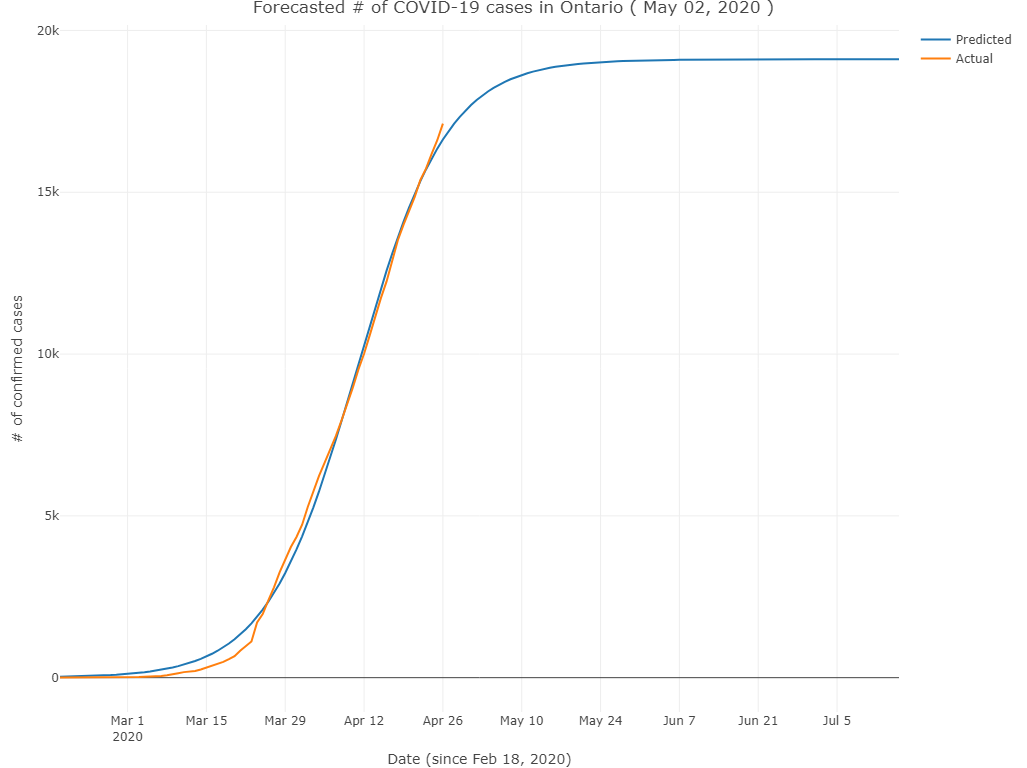 Forecasted # of COVID-19 cases in Ontario ( May 02, 2020 )
Predicted
Actual
20k
15k
10k
5k
0
# of confirmed cases
Mar 1 Mar 15 Mar 29 Apr 12 Apr 26 May 10 May 24 Jun 7 Jun 21 Jul 5
2020
Date (since Feb 18, 2020)